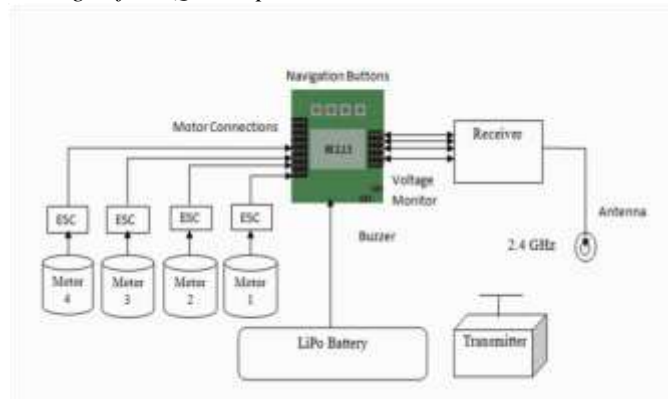 Navigation Buttons
Motor Connections
Receiver
Voltage
Monitor
Antenna
ESC
ESC
ESC
ESC
Buzzer
2.4 GHz
Motor
4
Motor
3
Motor
2
Motor
1
LiPo Battery
Transmitter